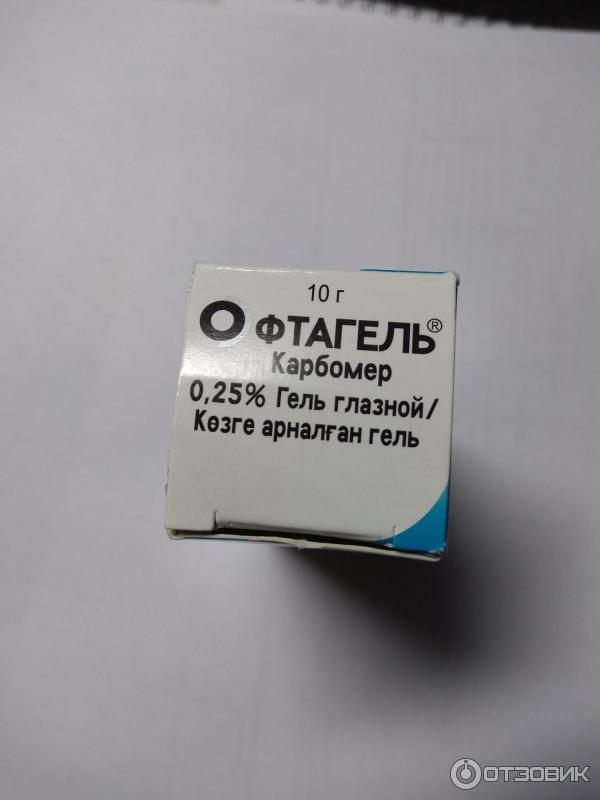 10 г
ОФТАГЕЛЬ®
Карбомер
0,25% Гель глазной/
Көзге арналған гель
ОТЗОВИК